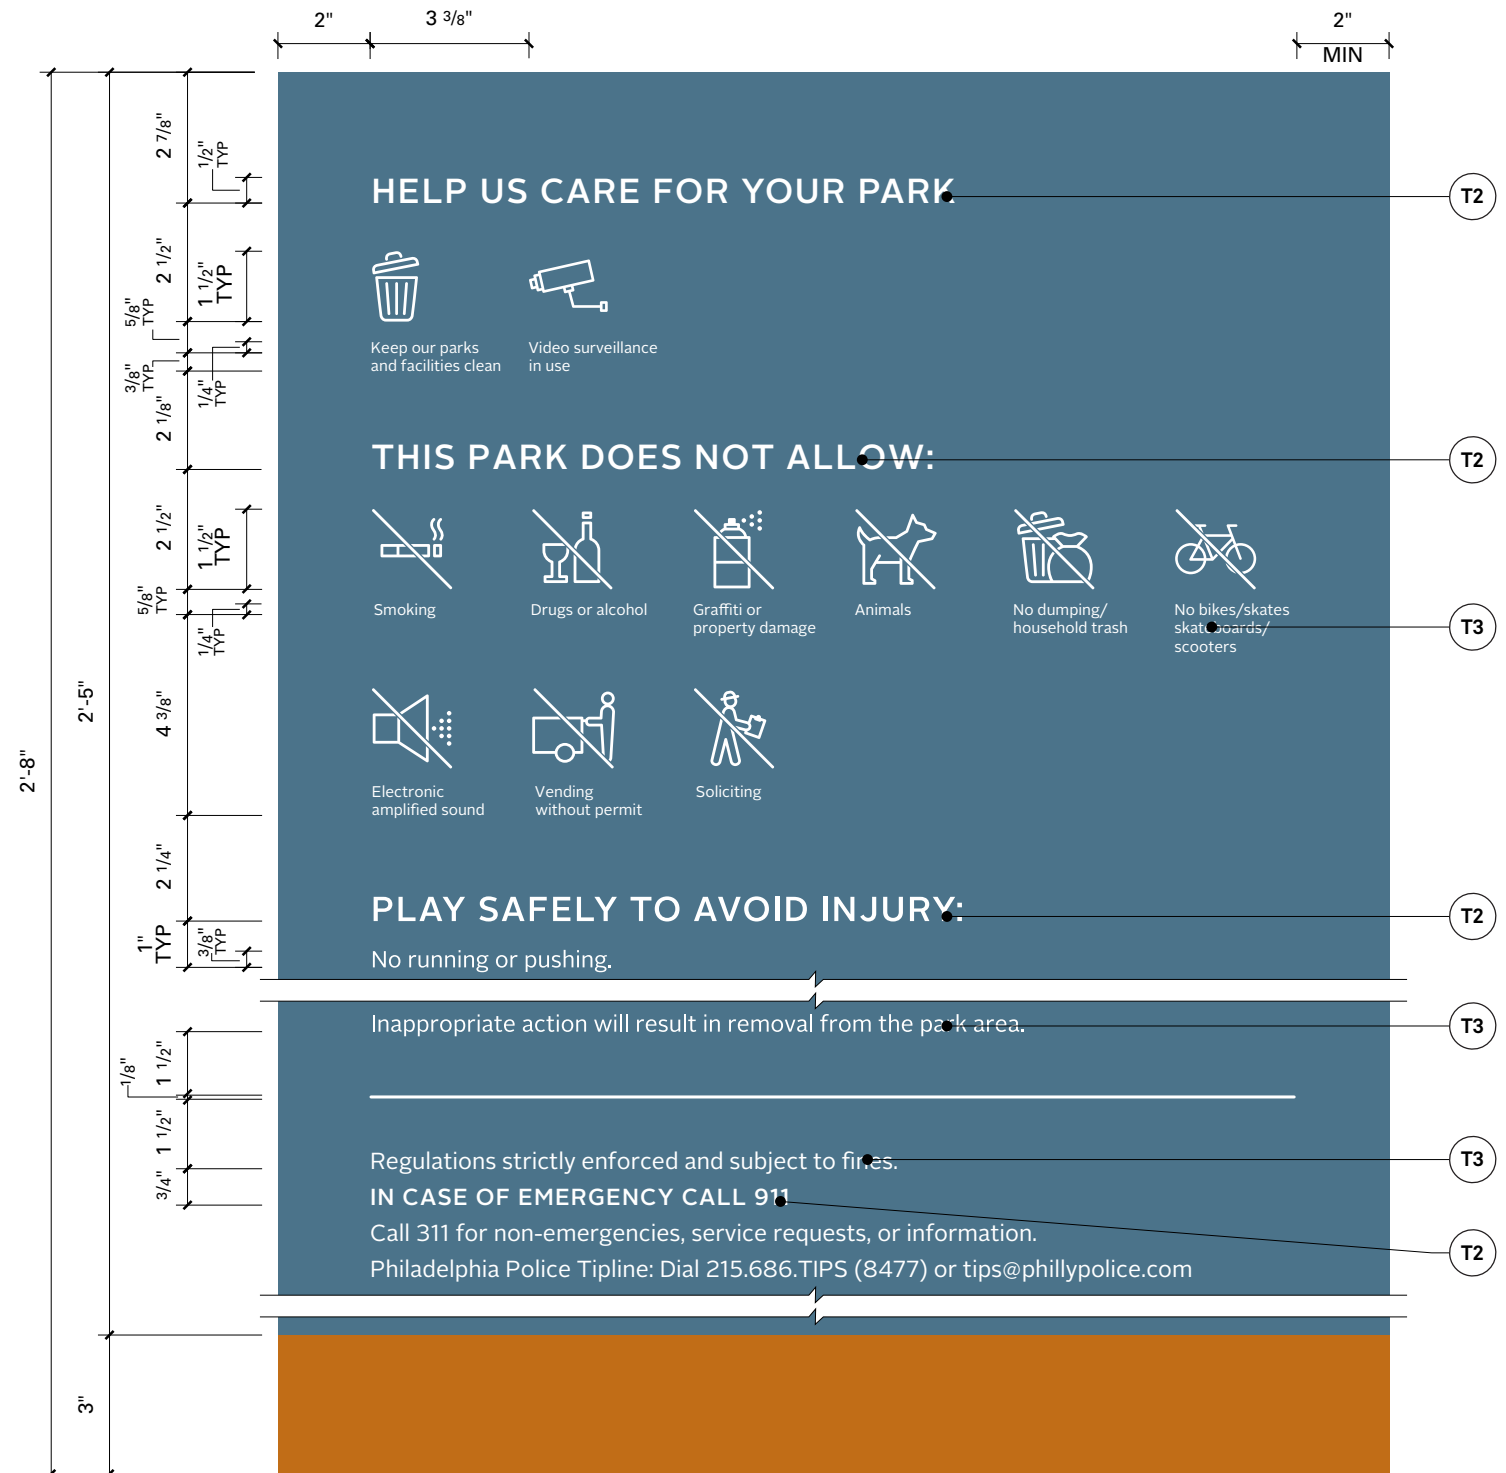 2"
3 3/8"
2"
MIN
2 7/8"
1/2"
TYP
HELP US CARE FOR YOUR PARK
T2
2 1/2"
1 1/2"
TYP
5/8"
TYP
Keep our parks
and facilities clean
Video surveillance
in use
3/8"
TYP
1/4"
TYP
2 1/8"
THIS PARK DOES NOT ALLOW:
T2
2 1/2"
1 1/2"
TYP
5/8"
TYP
1/4"
TYP
Smoking
Drugs or alcohol
Graffiti or
property damage
Animals
No dumping/
household trash
No bikes/skates
skateboards/
scooters
T3
2'-8"
2'-5"
4 3/8"
Electronic
amplified sound
Vending
without permit
Soliciting
2 1/4"
PLAY SAFELY TO AVOID INJURY:
T2
1"
TYP
3/8"
TYP
No running or pushing.
Inappropriate action will result in removal from the park area.
T3
1 1/2"
1/8"
1 1/2"
3/4"
Regulations strictly enforced and subject to fines.
T3
IN CASE OF EMERGENCY CALL 911
T2
Call 311 for non-emergencies, service requests, or information.
Philadelphia Police Tipline: Dial 215.686.TIPS (8477) or tips@phillypolice.com
3"